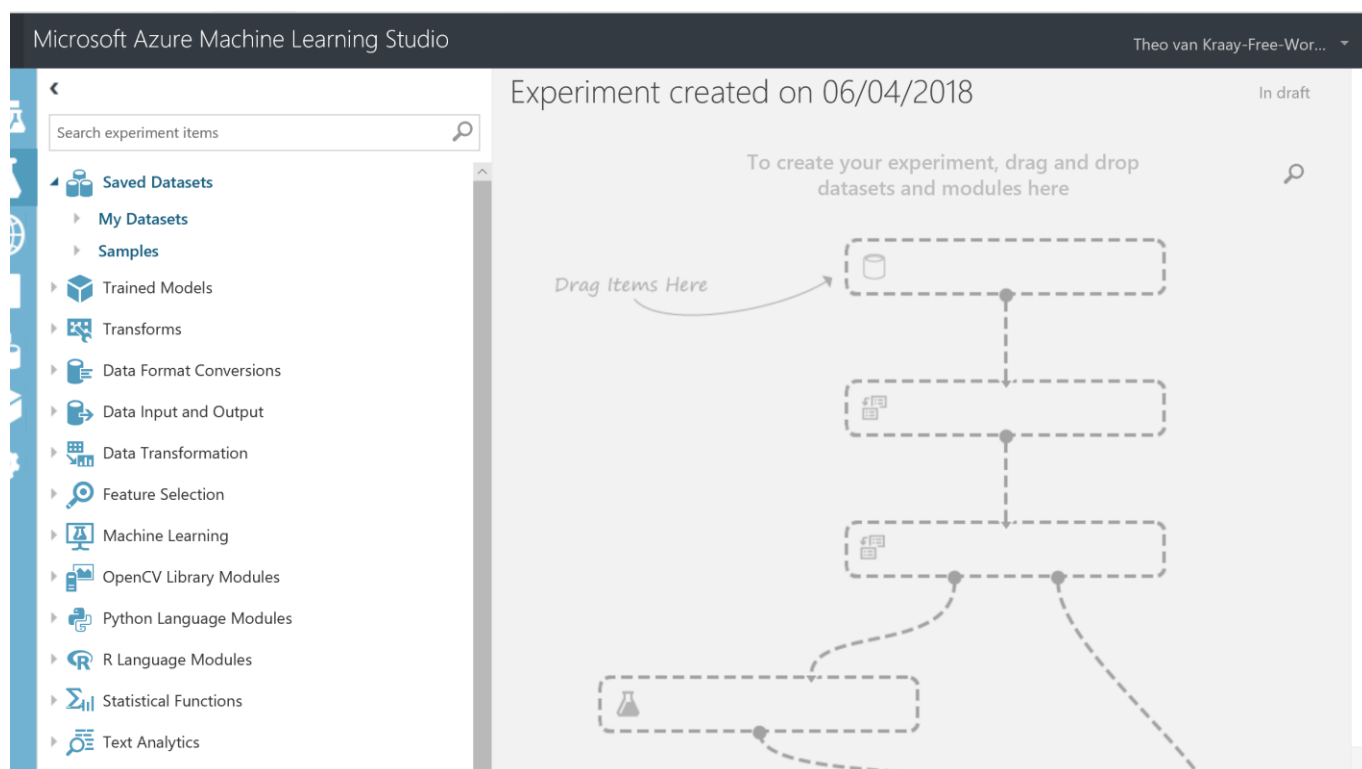 Microsoft Azure Machine Learning Studio
Theo van Kraay-Free-Wor...
Experiment created on 06/04/2018
In draft
Search experiment items
To create your experiment, drag and drop
datasets and modules here
Saved Datasets
My Datasets
Samples
Drag Items Here
Trained Models
Transforms
Data Format Conversions
Data Input and Output
Data Transformation
Feature Selection
Machine Learning
OpenCV Library Modules
Python Language Modules
R Language Modules
Statistical Functions
Text Analytics